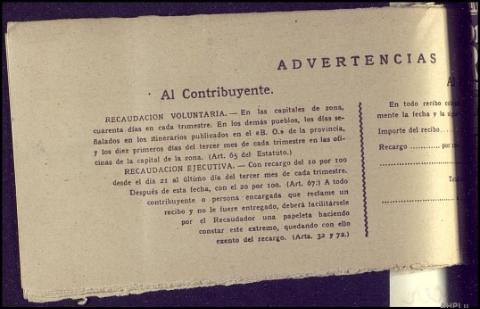 ADVERTENCIAS
Al Contribuyente.
RECAUDACION VOLUNTARIA. — En las capitales de zona,
cuarenta días en cada trimestre. En los demás pueblos, los días se-
ñalados en los itinerarios publicados en el «B. O.» de la provincia,
y los diez primeros días del tercer mes de cada trimestre en las ofi-
cinas de la capital de la zona. (Art. 65 del Estatuto.)
RECAUDACION EJECUTIVA. — Con recargo del 10 por 100
desde el día 21 al último día del tercer mes de cada trimestre.
Después de esta fecha, con el 20 por 100. (Art. 67:) A todo
contribuyente o persona encargada que reclame un
recibo y no le fuere entregado, deberá facilitársele
por el Recaudador una papeleta haciendo
constar este extremo, quedando con ello
exento del recargo. (Arts. 32 y 72.)
En todo recibo
mente la fecha y la
Importe del recibo
Recargo por